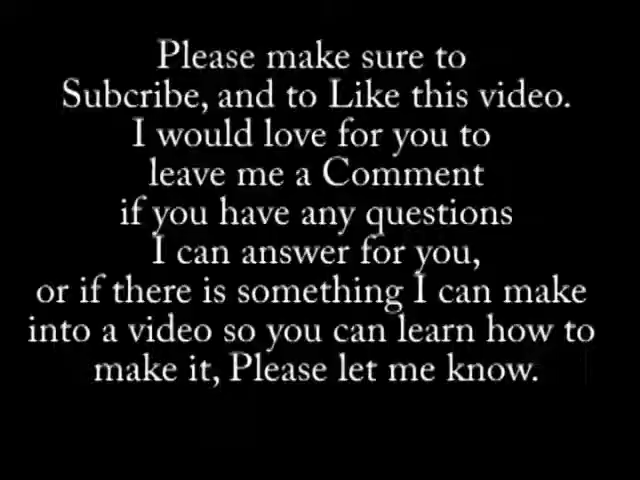 Please make sure to
Subcribe, and to Like this video.
I would love for you to
leave me a Comment
if you have any questions
I can answer for you,
or if there is something I can make
into a video so you can learn how to
make it, Please let me know.